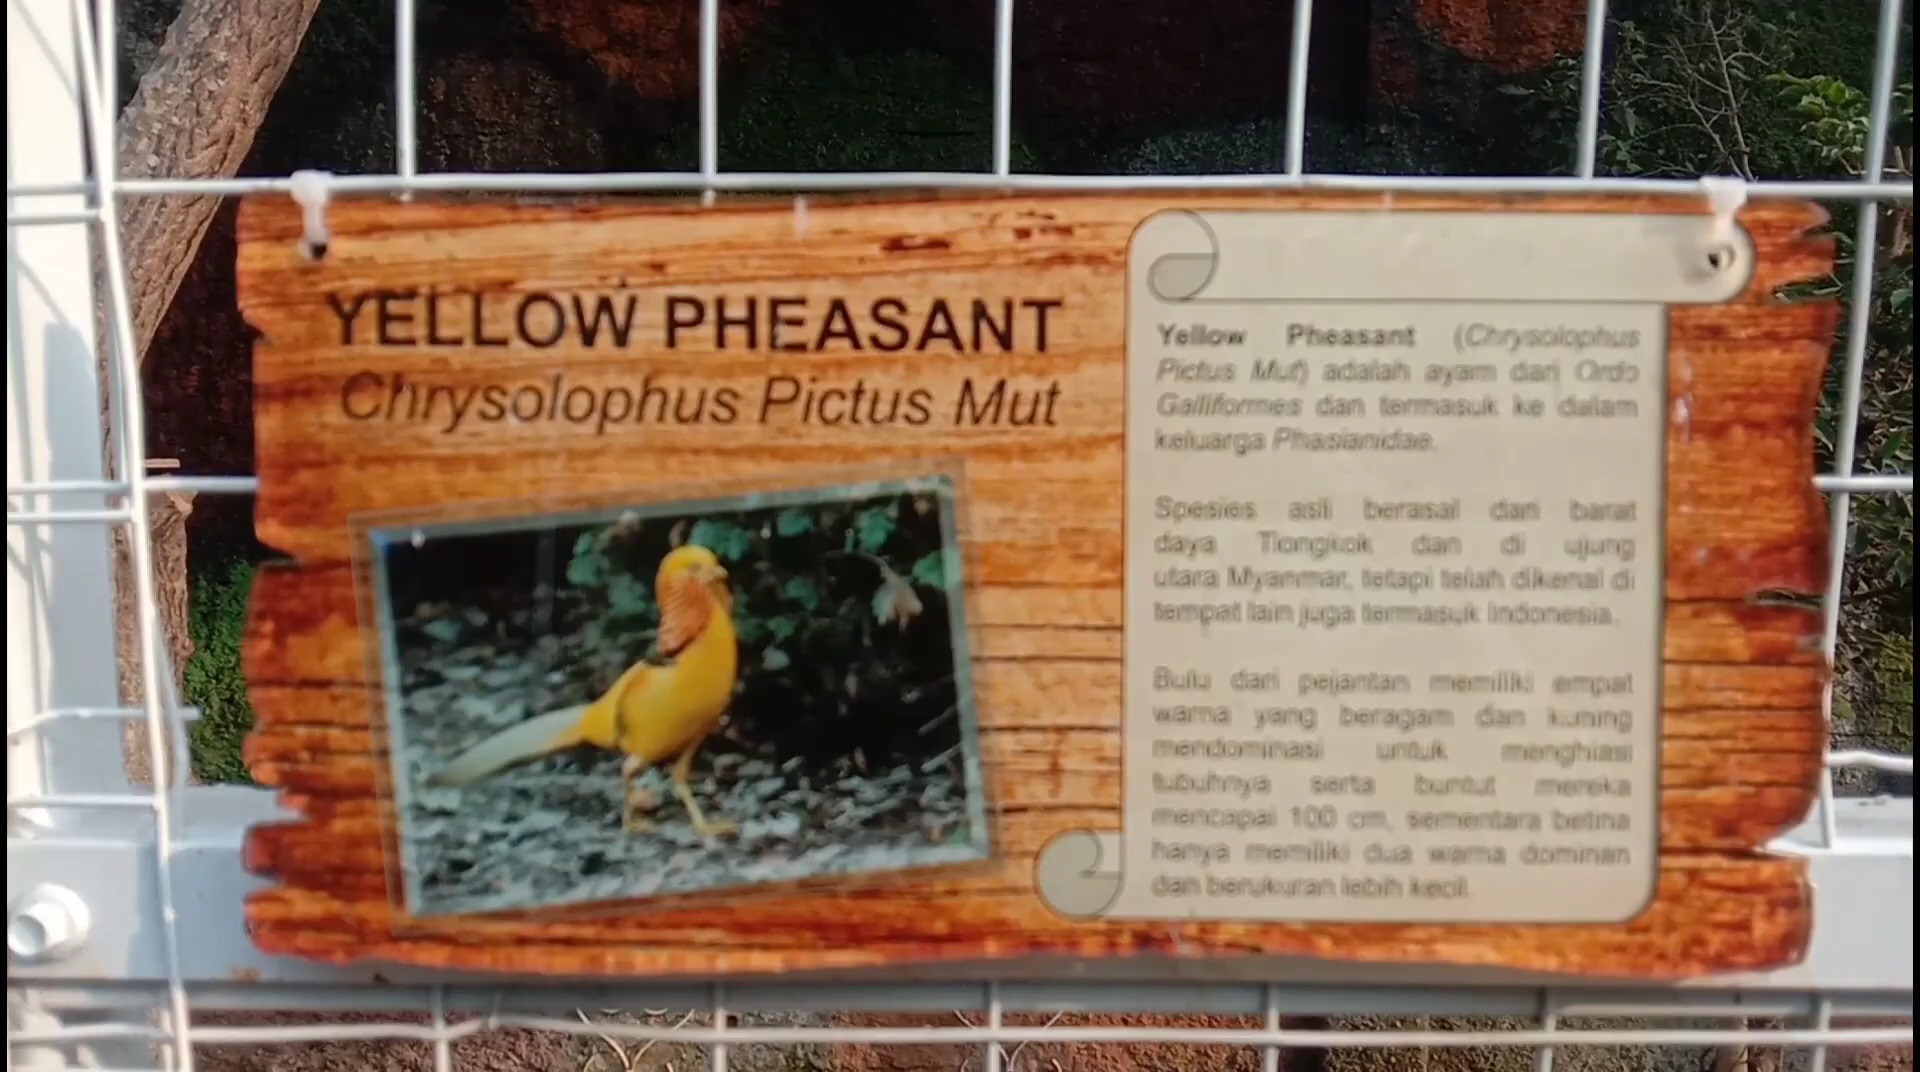 YELLOW PHEASANT
Chrysolophus Pictus Mut
Yellow Pheasant (Chrysolophus
Pictus Mut) adalah ayam dari Ordo
Galliformes dan termasuk ke dalam
keluarga Phasianidae.
Spesies asli berasal dari barat
daya Tiongkok dan di ujung
utara Myanmar, tetapi telah dikenal di
tempat lain juga termasuk Indonesia.
Bulu dari pejantan memiliki empat
warna yang beragam dan kuning
mendominasi untuk menghiasi
tubuhnya serta buntut mereka
mencapai 100 cm, sementara betina
hanya memiliki dua warna dominan
dan berukuran lebih kecil.